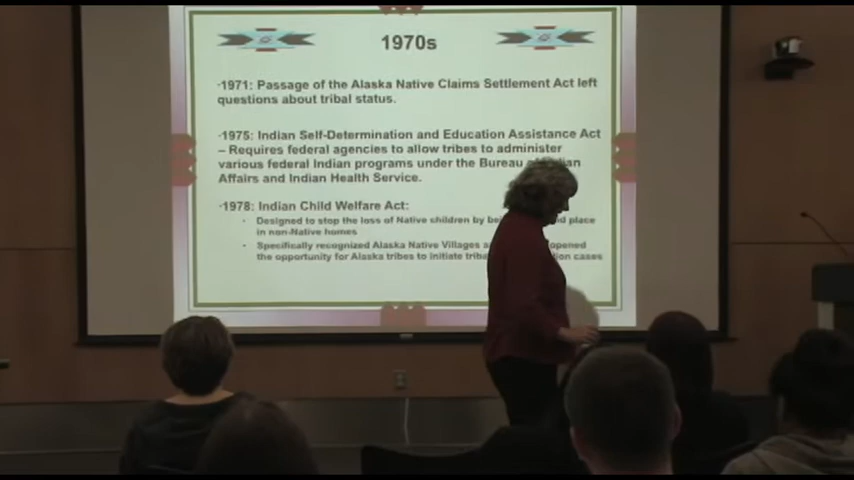 1970s
·1971: Passage of the Alaska Native Claims Settlement Act left
questions about tribal status.
·1975: Indian Self-Determination and Education Assistance Act
– Requires federal agencies to allow tribes to administer
various federal Indian programs under the Bureau
Affairs and Indian Health Service.
·1978: Indian Child Welfare Act:
· Designed to stop the loss of Native children by place
in non-Native homes
· Specifically recognized Alaska Native Villages opened
the opportunity for Alaska tribes to initiate cases